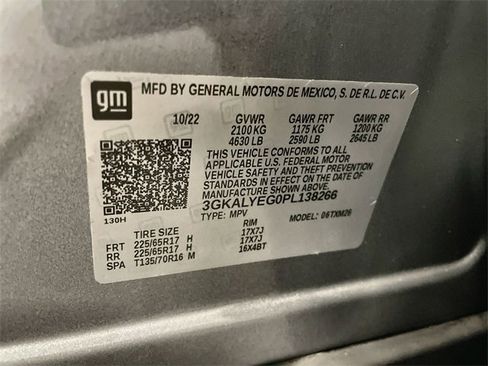 gm
MFD BY GENERAL MOTORS DE MEXICO, S. DE R.L. DE C.V.
10/22 GVWR GAWR FRT GAWR RR
2100 KG 1175 KG 1200 KG
4630 LB 2590 LB 2645 LB
THIS VEHICLE CONFORMS TO ALL
APPLICABLE U.S. FEDERAL MOTOR
VEHICLE SAFETY AND THEFT PREVENTION
STANDARDS IN EFFECT ON THE DATE OF
MANUFACTURE SHOWN ABOVE.
3GKALYEG0PL138266
TYPE: MPV MODEL: 06TXM26
130H
TIRE SIZE RIM
FRT 225/65R17 H 17X7J
RR 225/65R17 H 17X7J
SPA T135/70R16 M 16X4BT